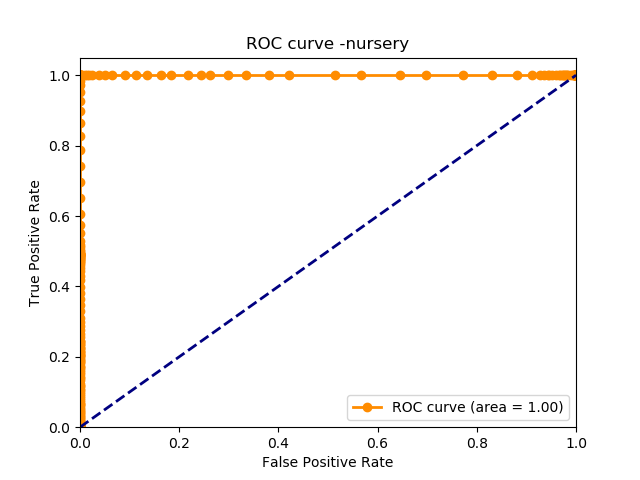 ROC curve -nursery
1.0
0.8
0.6
0.4
0.2
0.0
True Positive Rate
0.0 0.2 0.4 0.6 0.8 1.0
False Positive Rate
ROC curve (area = 1.00)